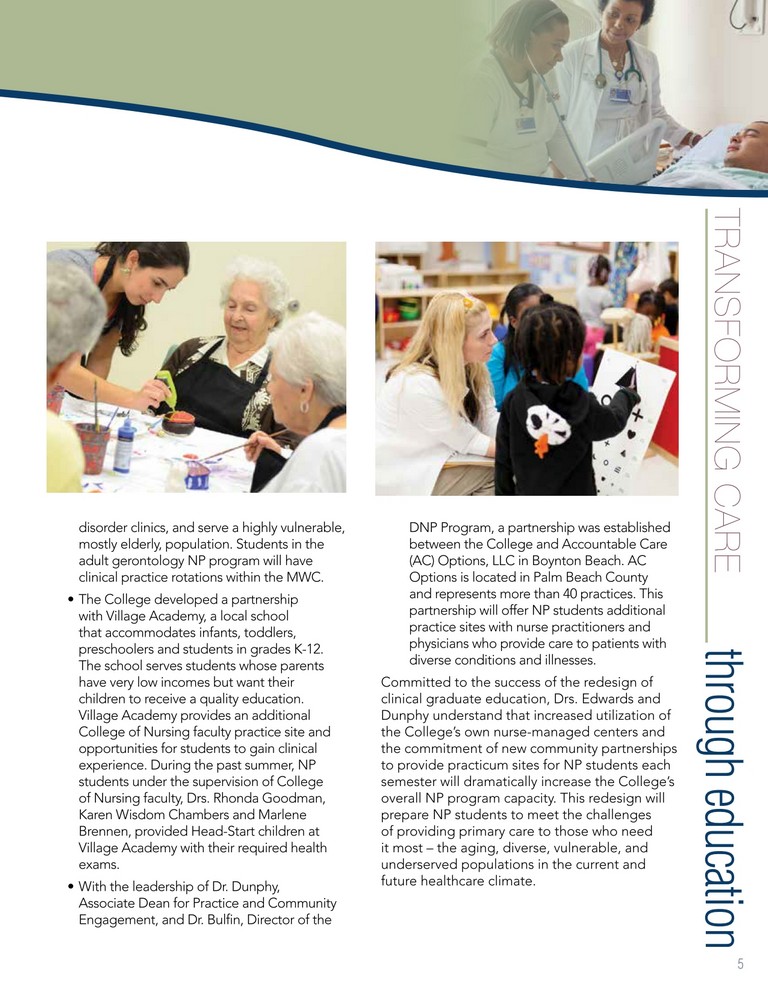 disorder clinics, and serve a highly vulnerable,
mostly elderly, population. Students in the
adult gerontology NP program will have
clinical practice rotations within the MWC.
• The College developed a partnership
with Village Academy, a local school
that accommodates infants, toddlers,
preschoolers and students in grades K-12.
The school serves students whose parents
have very low incomes but want their
children to receive a quality education.
Village Academy provides an additional
College of Nursing faculty practice site and
opportunities for students to gain clinical
experience. During the past summer, NP
students under the supervision of College
of Nursing faculty, Drs. Rhonda Goodman,
Karen Wisdom Chambers and Marlene
Brennen, provided Head-Start children at
Village Academy with their required health
exams.
• With the leadership of Dr. Dunphy,
Associate Dean for Practice and Community
Engagement, and Dr. Bulfin, Director of the
DNP Program, a partnership was established
between the College and Accountable Care
(AC) Options, LLC in Boynton Beach. AC
Options is located in Palm Beach County
and represents more than 40 practices. This
partnership will offer NP students additional
practice sites with nurse practitioners and
physicians who provide care to patients with
diverse conditions and illnesses.
Committed to the success of the redesign of
clinical graduate education, Drs. Edwards and
Dunphy understand that increased utilization of
the College's own nurse-managed centers and
the commitment of new community partnerships
to provide practicum sites for NP students each
semester will dramatically increase the College's
overall NP program capacity. This redesign will
prepare NP students to meet the challenges
of providing primary care to those who need
it most – the aging, diverse, vulnerable, and
underserved populations in the current and
future healthcare climate.
TRANSFORMING CARE
through education
5